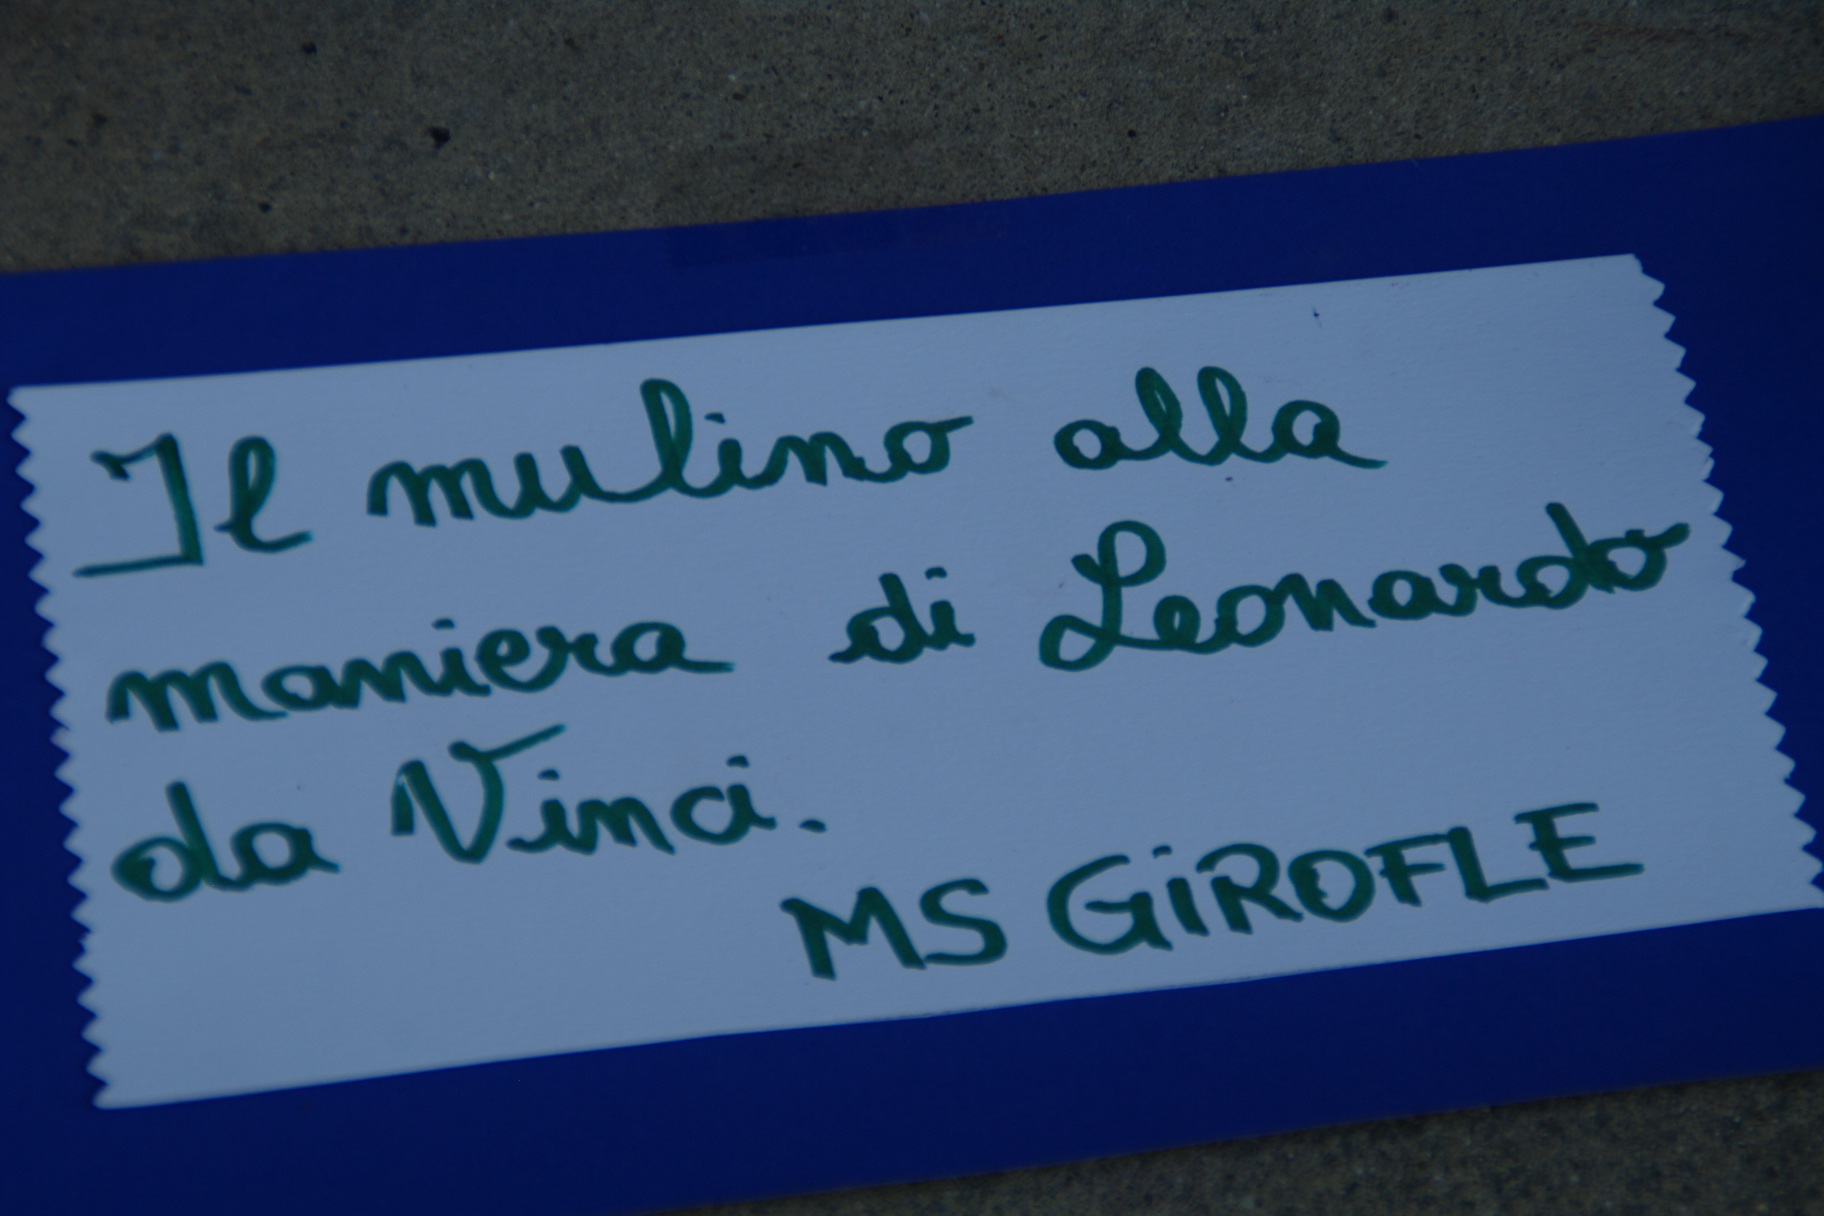 Il mulino alla
maniera di Leonardo
da Vinci.
MS GiROFLE